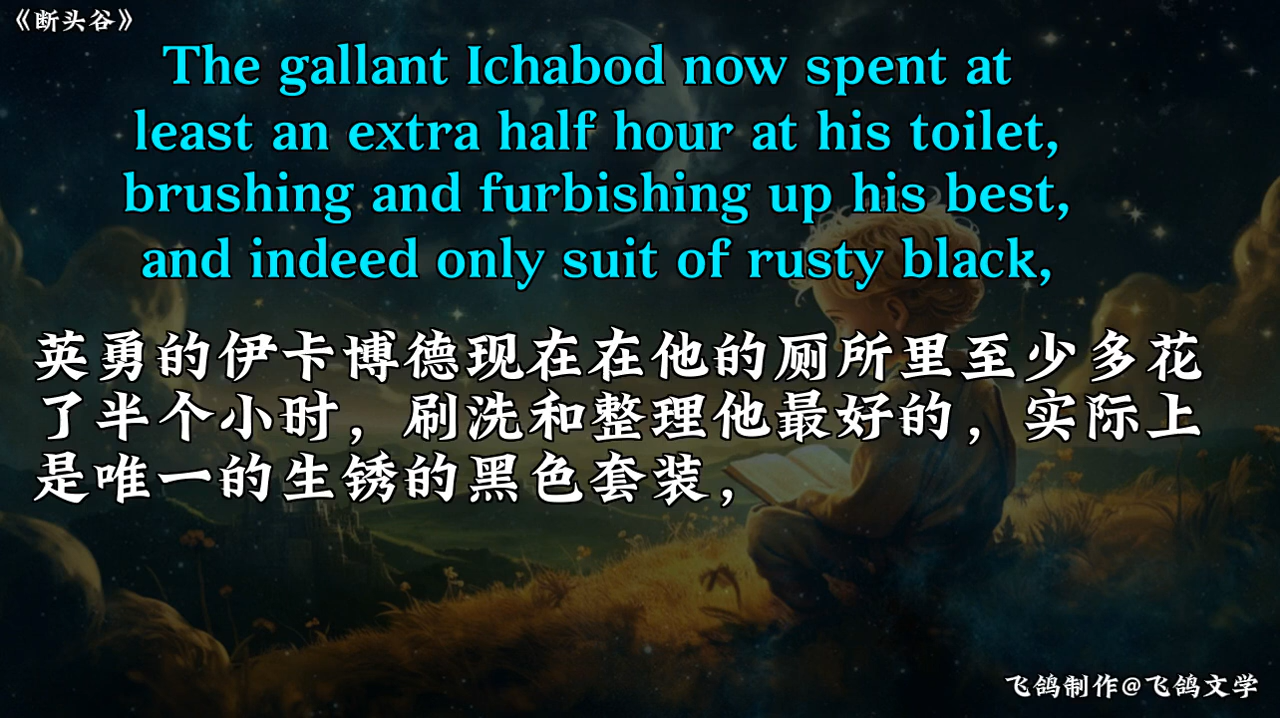 《断头谷》
The gallant Ichabod now spent at
least an extra half hour at his toilet,
brushing and furbishing up his best,
and indeed only suit of rusty black,
英勇的伊卡博德现在在他的厕所里至少多花
了半个小时，刷洗和整理他最好的，实际上
是唯一的生锈的黑色套装，
飞鸽制作@飞鸽文学